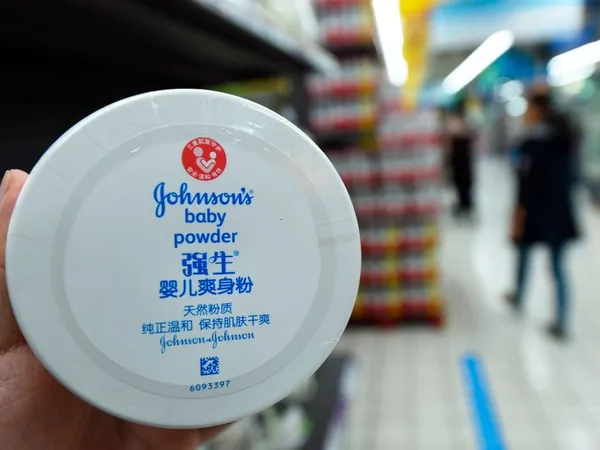 Johnson's®
baby
powder
强生®
婴儿爽身粉
天然粉质
纯正温和 保持肌肤干爽
Johnson & Johnson
6093397